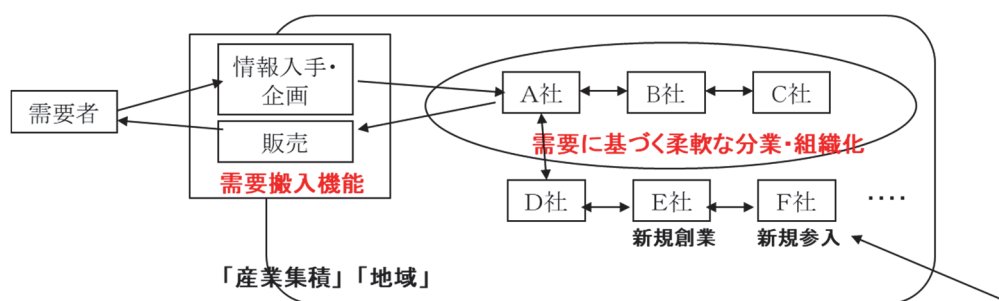 情報入手・
企画
需要者
販売
需要搬入機能
A社
B社
C社
需要に基づく柔軟な分業・組織化
D社
E社
F社
‥‥
新規創業
新規参入
「産業集積」「地域」